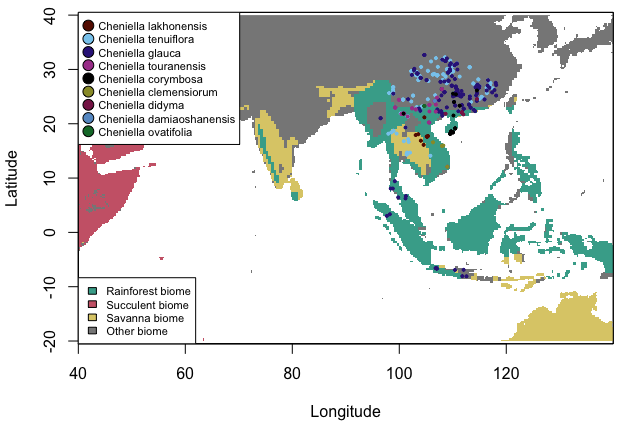 Cheniella lakhonensis
Cheniella tenuiflora
Cheniella glauca
Cheniella touranensis
Cheniella corymbosa
Cheniella clemensiorum
Cheniella didyma
Cheniella damiaoshanensis
Cheniella ovatifolia
Rainforest biome
Succulent biome
Savanna biome
Other biome
40
30
20
10
0
-10
-20
Latitude
40
60
80
100
120
Longitude